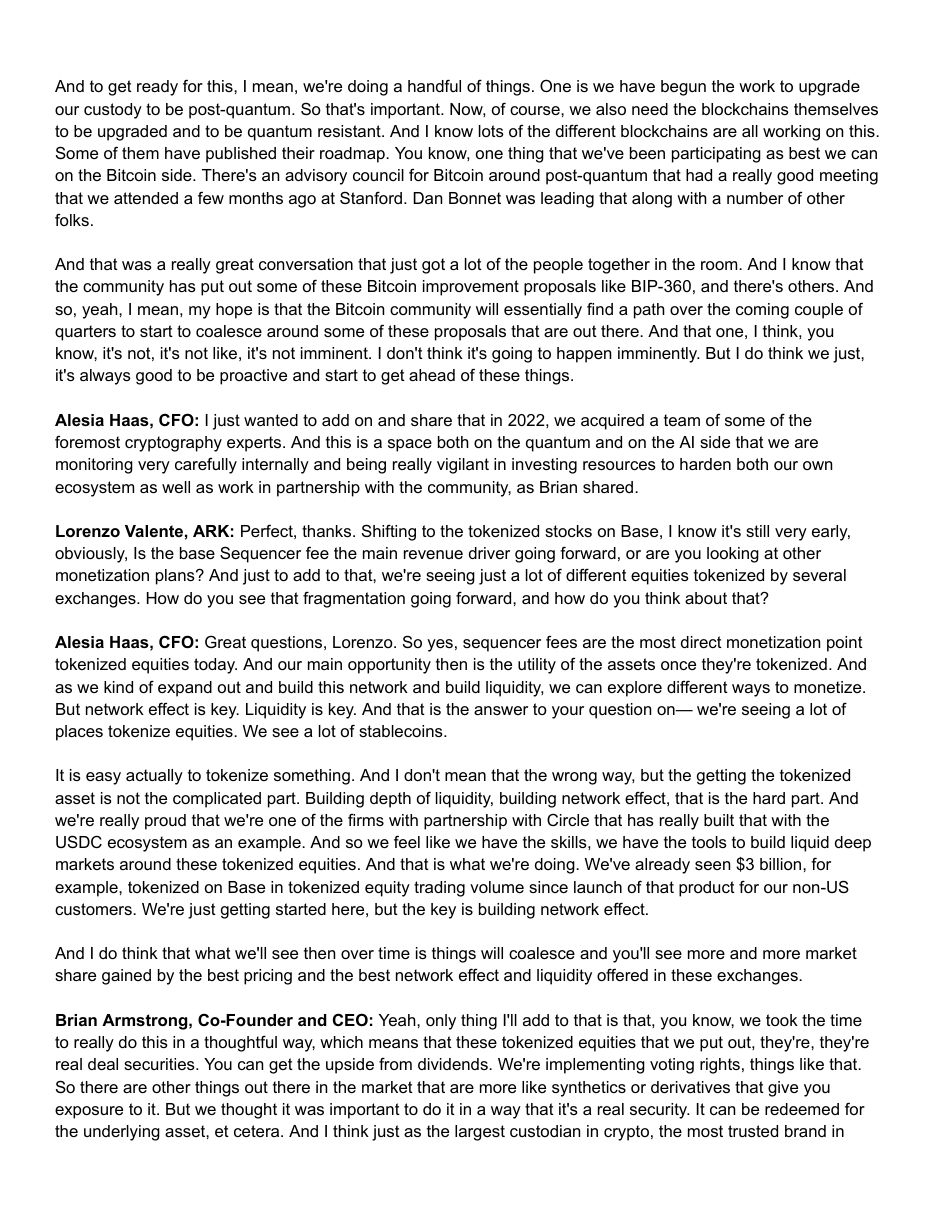 And to get ready for this, I mean, we're doing a handful of things. One is we have begun the work to upgrade
our custody to be post-quantum. So that's important. Now, of course, we also need the blockchains themselves
to be upgraded and to be quantum resistant. And I know lots of the different blockchains are all working on this.
Some of them have published their roadmap. You know, one thing that we've been participating as best we can
on the Bitcoin side. There's an advisory council for Bitcoin around post-quantum that had a really good meeting
that we attended a few months ago at Stanford. Dan Bonnet was leading that along with a number of other
folks.
And that was a really great conversation that just got a lot of the people together in the room. And I know that
the community has put out some of these Bitcoin improvement proposals like BIP-360, and there's others. And
so, yeah, I mean, my hope is that the Bitcoin community will essentially find a path over the coming couple of
quarters to start to coalesce around some of these proposals that are out there. And that one, I think, you
know, it's not, it's not like, it's not imminent. I don't think it's going to happen imminently. But I do think we just,
it's always good to be proactive and start to get ahead of these things.
Alesia Haas, CFO: I just wanted to add on and share that in 2022, we acquired a team of some of the
foremost cryptography experts. And this is a space both on the quantum and on the AI side that we are
monitoring very carefully internally and being really vigilant in investing resources to harden both our own
ecosystem as well as work in partnership with the community, as Brian shared.
Lorenzo Valente, ARK: Perfect, thanks. Shifting to the tokenized stocks on Base, I know it's still very early,
obviously, Is the base Sequencer fee the main revenue driver going forward, or are you looking at other
monetization plans? And just to add to that, we're seeing just a lot of different equities tokenized by several
exchanges. How do you see that fragmentation going forward, and how do you think about that?
Alesia Haas, CFO: Great questions, Lorenzo. So yes, sequencer fees are the most direct monetization point
tokenized equities today. And our main opportunity then is the utility of the assets once they're tokenized. And
as we kind of expand out and build this network and build liquidity, we can explore different ways to monetize.
But network effect is key. Liquidity is key. And that is the answer to your question on— we're seeing a lot of
places tokenize equities. We see a lot of stablecoins.
It is easy actually to tokenize something. And I don't mean that the wrong way, but the getting the tokenized
asset is not the complicated part. Building depth of liquidity, building network effect, that is the hard part. And
we're really proud that we're one of the firms with partnership with Circle that has really built that with the
USDC ecosystem as an example. And so we feel like we have the skills, we have the tools to build liquid deep
markets around these tokenized equities. And that is what we're doing. We've already seen $3 billion, for
example, tokenized on Base in tokenized equity trading volume since launch of that product for our non-US
customers. We're just getting started here, but the key is building network effect.
And I do think that what we'll see then over time is things will coalesce and you'll see more and more market
share gained by the best pricing and the best network effect and liquidity offered in these exchanges.
Brian Armstrong, Co-Founder and CEO: Yeah, only thing I'll add to that is that, you know, we took the time
to really do this in a thoughtful way, which means that these tokenized equities that we put out, they're, they're
real deal securities. You can get the upside from dividends. We're implementing voting rights, things like that.
So there are other things out there in the market that are more like synthetics or derivatives that give you
exposure to it. But we thought it was important to do it in a way that it's a real security. It can be redeemed for
the underlying asset, et cetera. And I think just as the largest custodian in crypto, the most trusted brand in